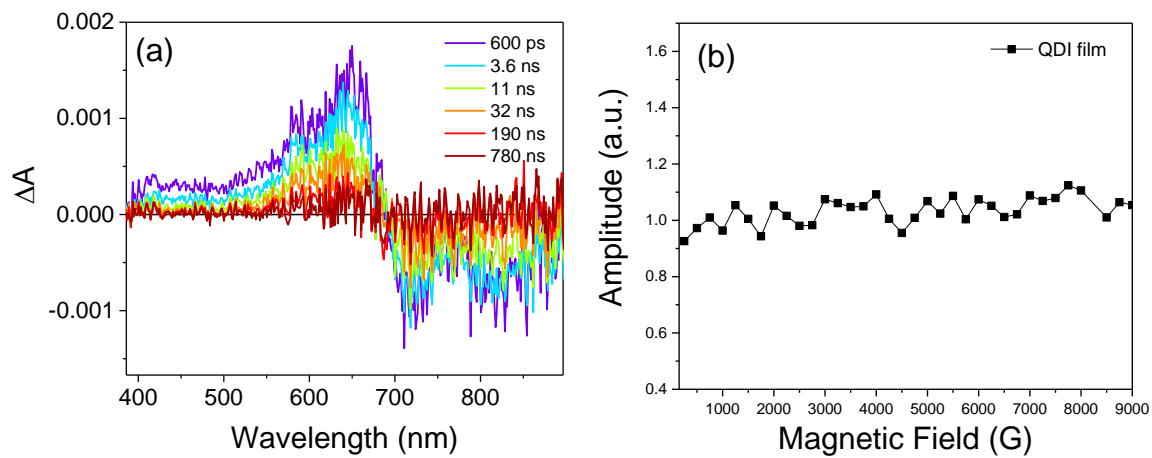 (a)
600 ps
3.6 ns
11 ns
32 ns
190 ns
780 ns
0.002
0.001
0.000
-0.001
ΔA
400 500 600 700 800
Wavelength (nm)
(b)
QDI film
1.6
1.4
1.2
1.0
0.8
0.6
0.4
Amplitude (a.u.)
1000 2000 3000 4000 5000 6000 7000 8000 9000
Magnetic Field (G)